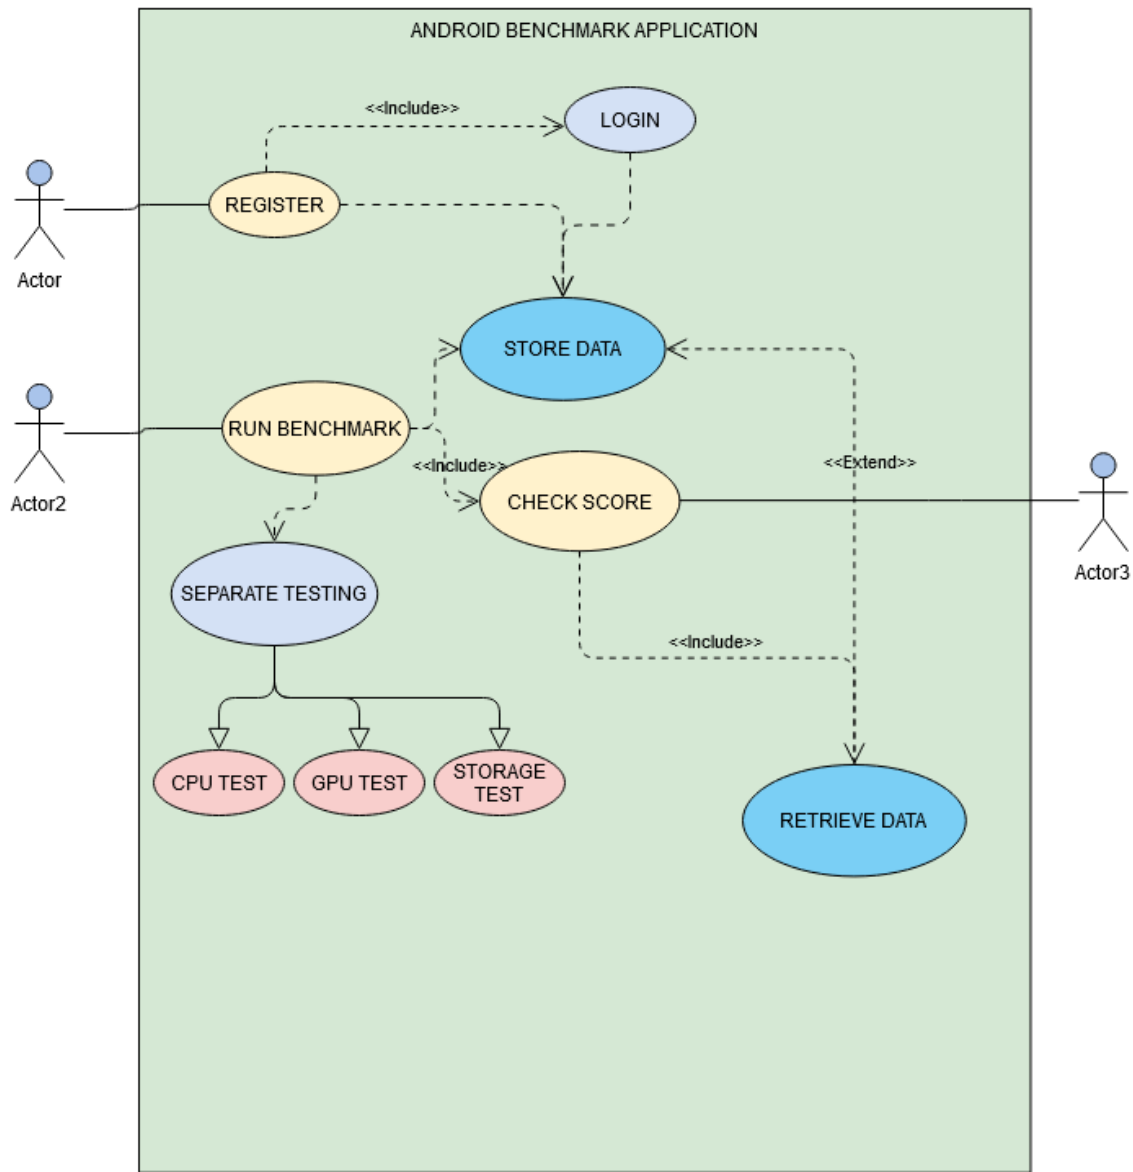 ANDROID BENCHMARK APPLICATION
<<Include>>
LOGIN
REGISTER
Actor
STORE DATA
RUN BENCHMARK
<<Include>>
<<Extend>>
Actor2
CHECK SCORE
Actor3
SEPARATE TESTING
<<Include>>
CPU TEST
GPU TEST
STORAGE
TEST
RETRIEVE DATA